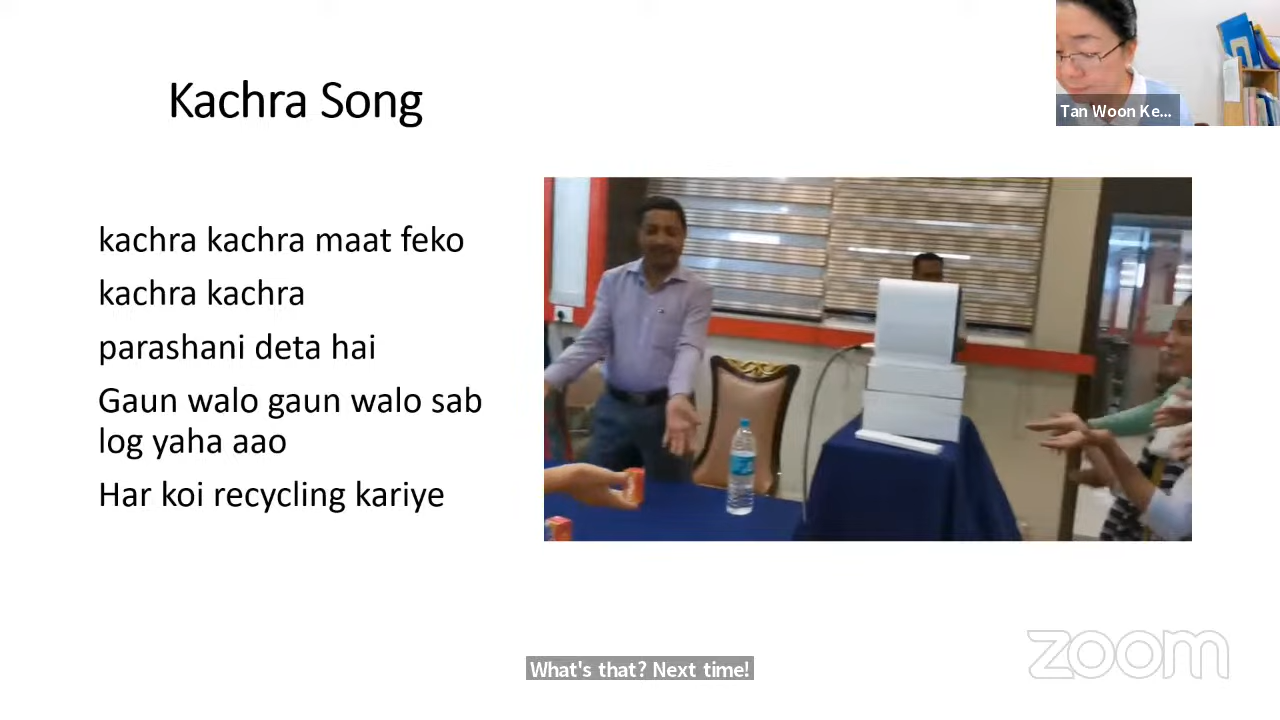 Kachra Song
Tan Woon Ke...
kachra kachra maat feko
kachra kachra
parashani deta hai
Gaun walo gaun walo sab
log yaha aao
Har koi recycling kariye
What's that? Next time!
zoom